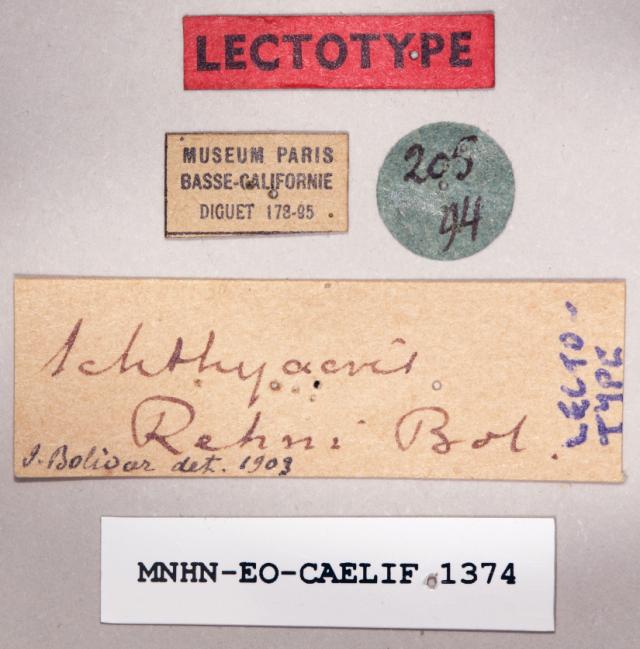 LECTOTYPE
MUSEUM PARIS
BASSE-CALIFORNIE
DIGUET 178-95
205
94
Ichthyacris
Rehni Bol.
I. Bolivar det. 1903
LECTO-
TYPE
MNHN-EO-CAELIF 1374